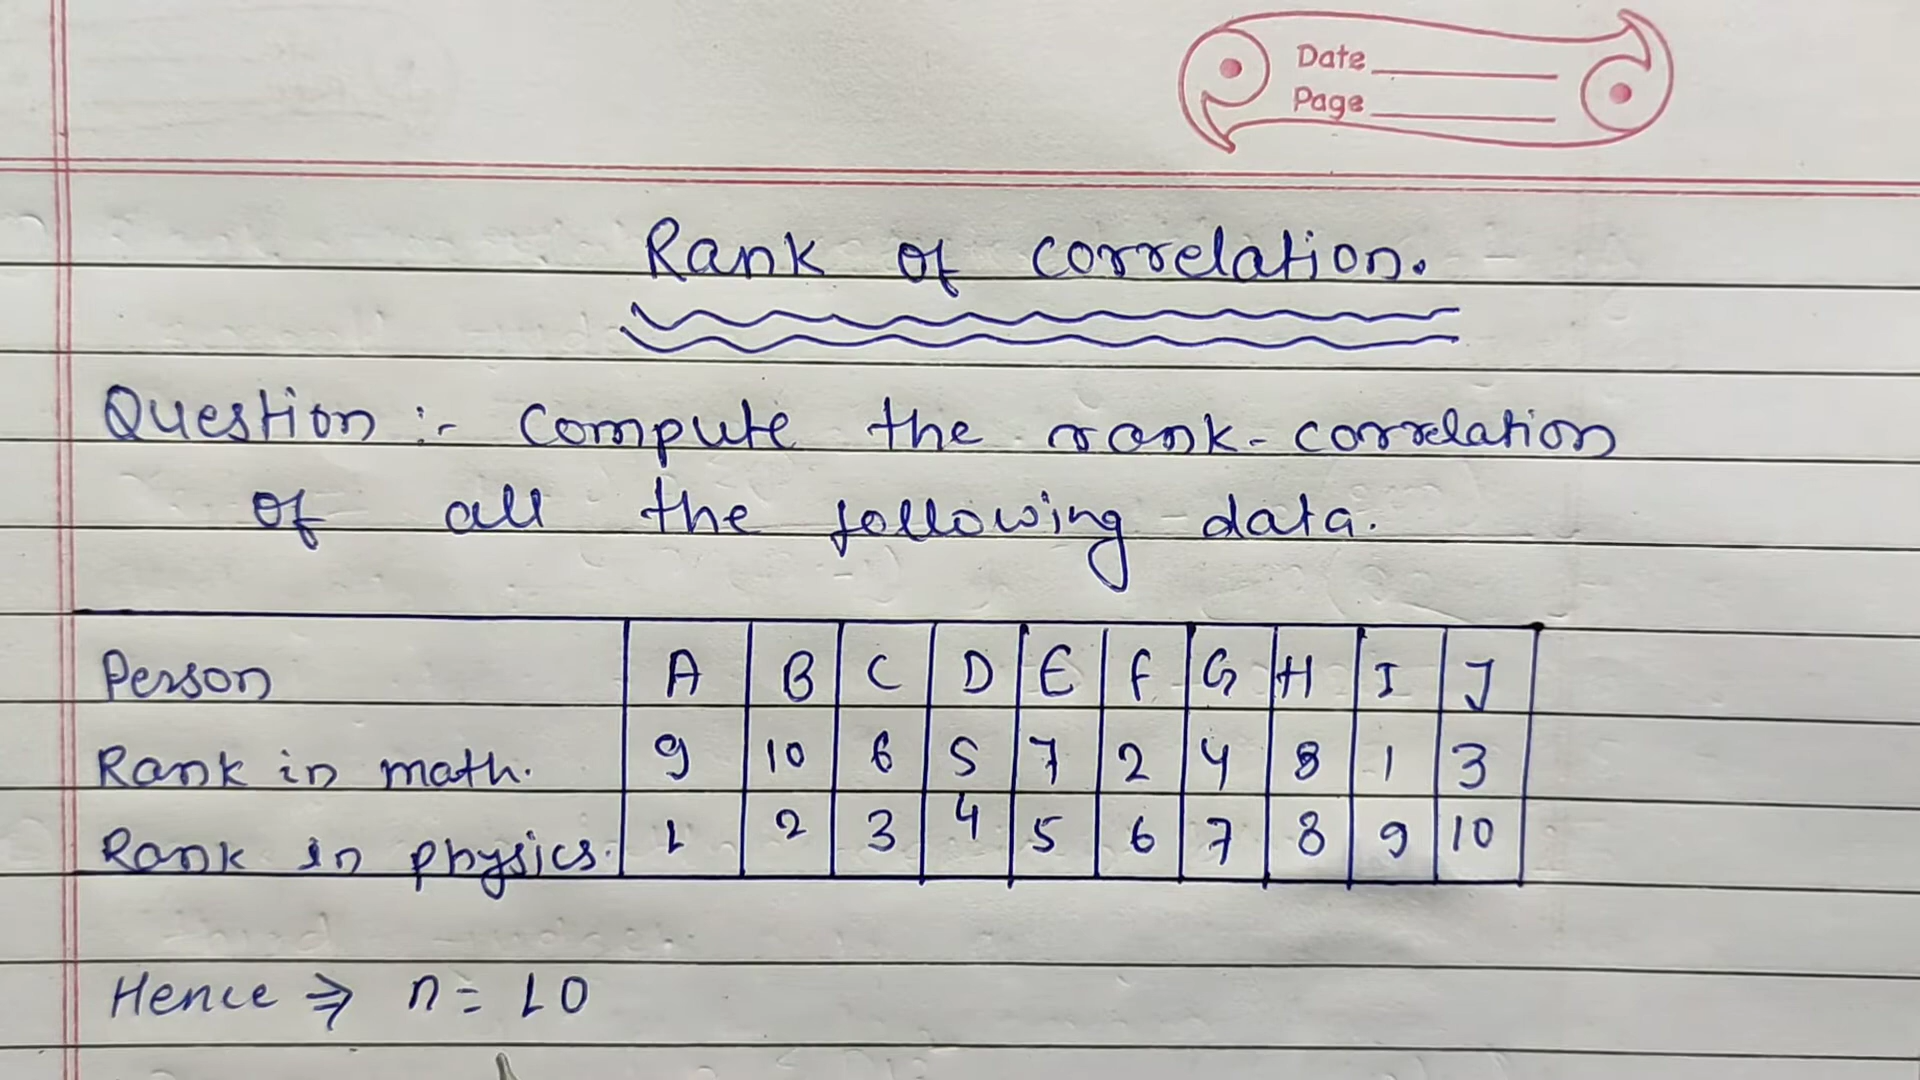 Date
Page
Rank of correlation.
Question :- Compute the rank-correlation
of all the following data.
Person A B C D E F G H I J
Rank in math. 9 10 6 5 7 2 4 8 1 3
Rank in physics. 1 2 3 4 5 6 7 8 9 10
Hence ⇒ n = 10